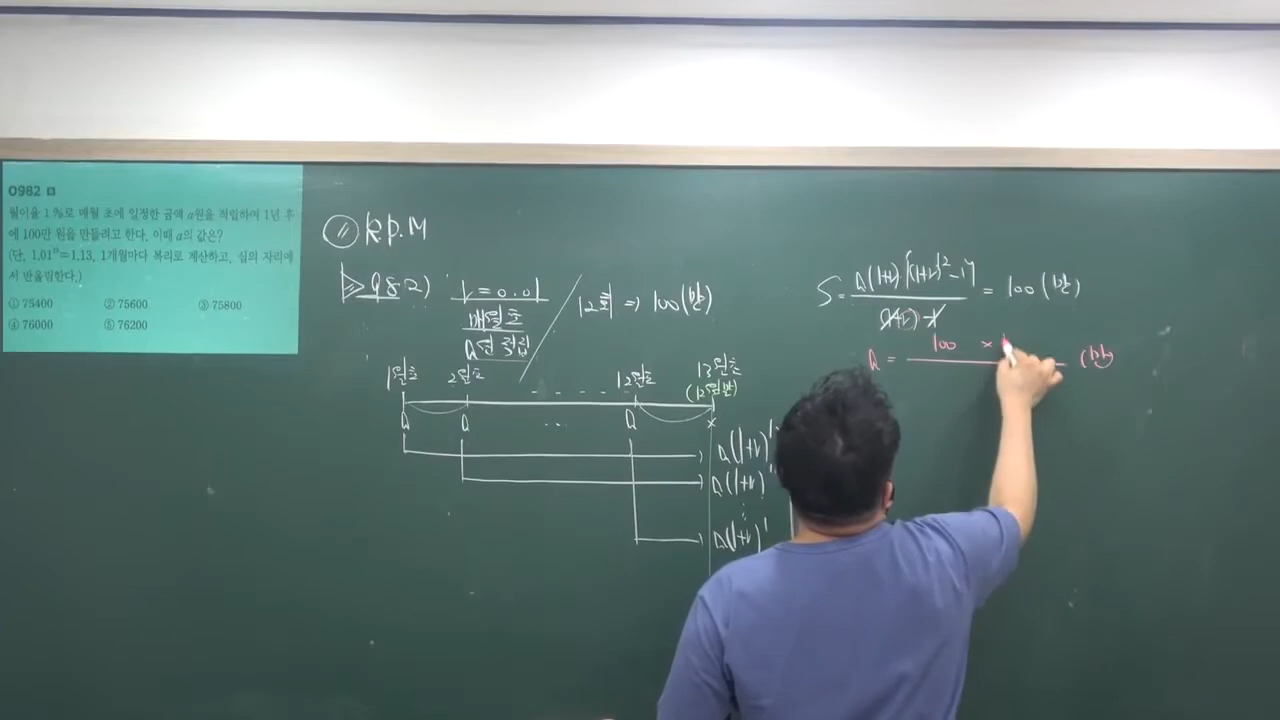 0982
월이율 1%로 매월 초에 일정한 금액 a원을 적립하여 1년 후
에 100만 원을 만들려고 한다. 이때 a의 값은?
(단, 1.01¹²=1.13, 1개월마다 복리로 계산하고, 십의 자리에
서 반올림한다.)
① 75400 ② 75600 ③ 75800
④ 76000 ⑤ 76200
R.P.M
982)
r=0.01
매월초
a원 적립
12회 ⇒ 100(만)
1월초 2월초 - - - - 12월초 13월초
(12월말)
a a ... a ×
a(1+r)
a(1+r)
⋮
a(1+r)¹
S = a(1+r){(1+r)¹²-1} / (1+r)-1 = 100(만)
a = 100 × (만)